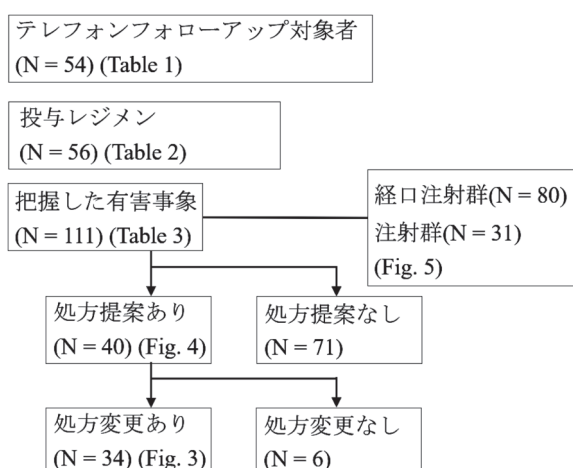 テレフォンフォローアップ対象者
(N = 54) (Table 1)
投与レジメン
(N = 56) (Table 2)
把握した有害事象
(N = 111) (Table 3)
経口注射群(N = 80)
注射群(N = 31)
(Fig. 5)
処方提案あり
(N = 40) (Fig. 4)
処方提案なし
(N = 71)
処方変更あり
(N = 34) (Fig. 3)
処方変更なし
(N = 6)